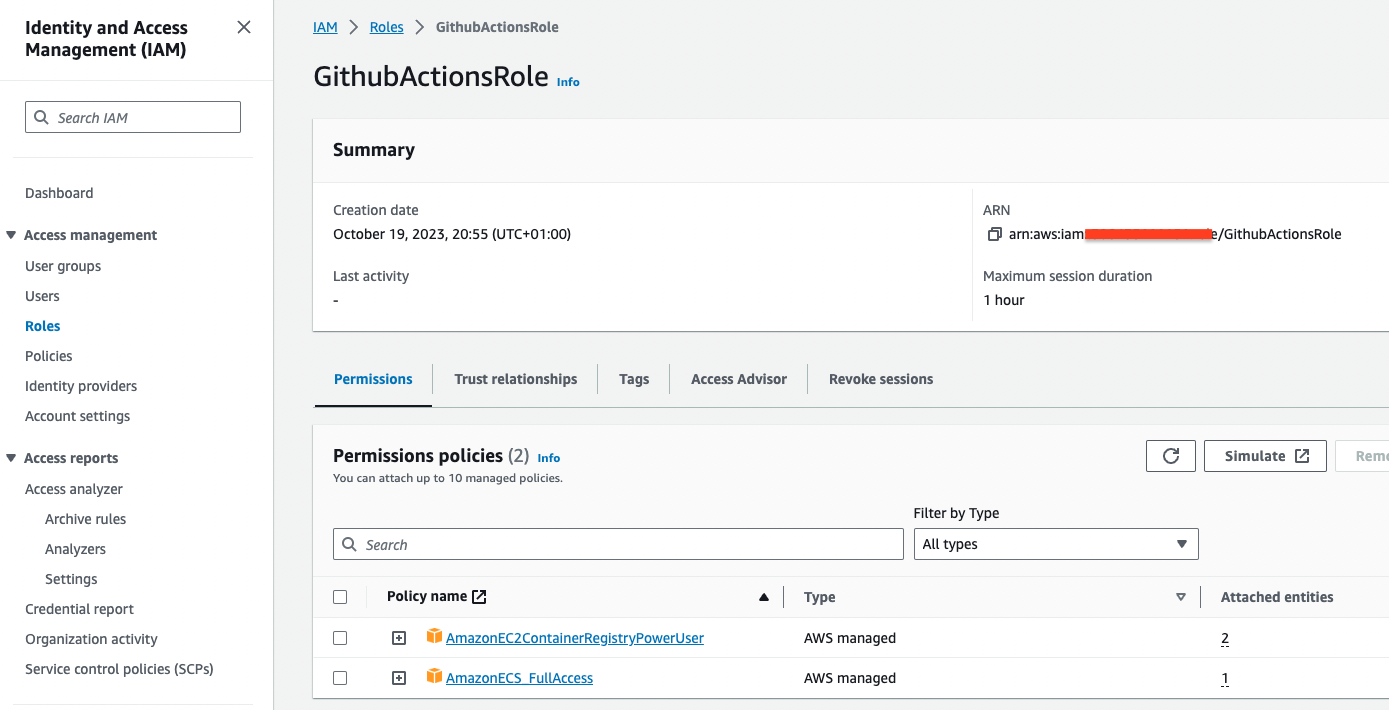 Identity and Access
Management (IAM)
Search IAM
Dashboard
Access management
User groups
Users
Roles
Policies
Identity providers
Account settings
Access reports
Access analyzer
Archive rules
Analyzers
Settings
Credential report
Organization activity
Service control policies (SCPs)
IAM > Roles > GithubActionsRole
GithubActionsRole Info
Summary
Creation date
October 19, 2023, 20:55 (UTC+01:00)
Last activity
-
ARN
arn:aws:iam e/GithubActionsRole
Maximum session duration
1 hour
Permissions Trust relationships Tags Access Advisor Revoke sessions
Permissions policies (2) Info
You can attach up to 10 managed policies.
Simulate Remo
Filter by Type
Search All types
Policy name Type Attached entities
AmazonEC2ContainerRegistryPowerUser AWS managed 2
AmazonECS_FullAccess AWS managed 1